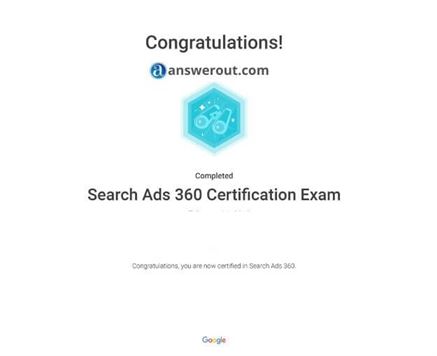 Congratulations!
answerout.com
Completed
Search Ads 360 Certification Exam
Congratulations, you are now certified in Search Ads 360.
Google